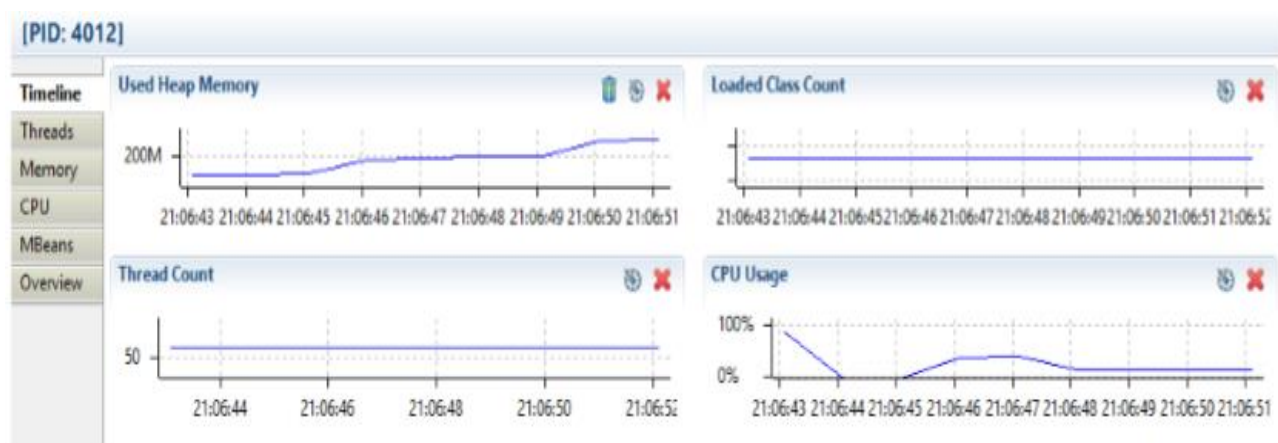 [PID: 4012]
Timeline
Threads
Memory
CPU
MBeans
Overview
Used Heap Memory
200M
21:06:43 21:06:44 21:06:45 21:06:46 21:06:47 21:06:48 21:06:49 21:06:50 21:06:51
Loaded Class Count
21:06:43 21:06:44 21:06:45 21:06:46 21:06:47 21:06:48 21:06:49 21:06:50 21:06:51 21:06:52
Thread Count
50
21:06:44 21:06:46 21:06:48 21:06:50 21:06:52
CPU Usage
100%
0%
21:06:43 21:06:44 21:06:45 21:06:46 21:06:47 21:06:48 21:06:49 21:06:50 21:06:51